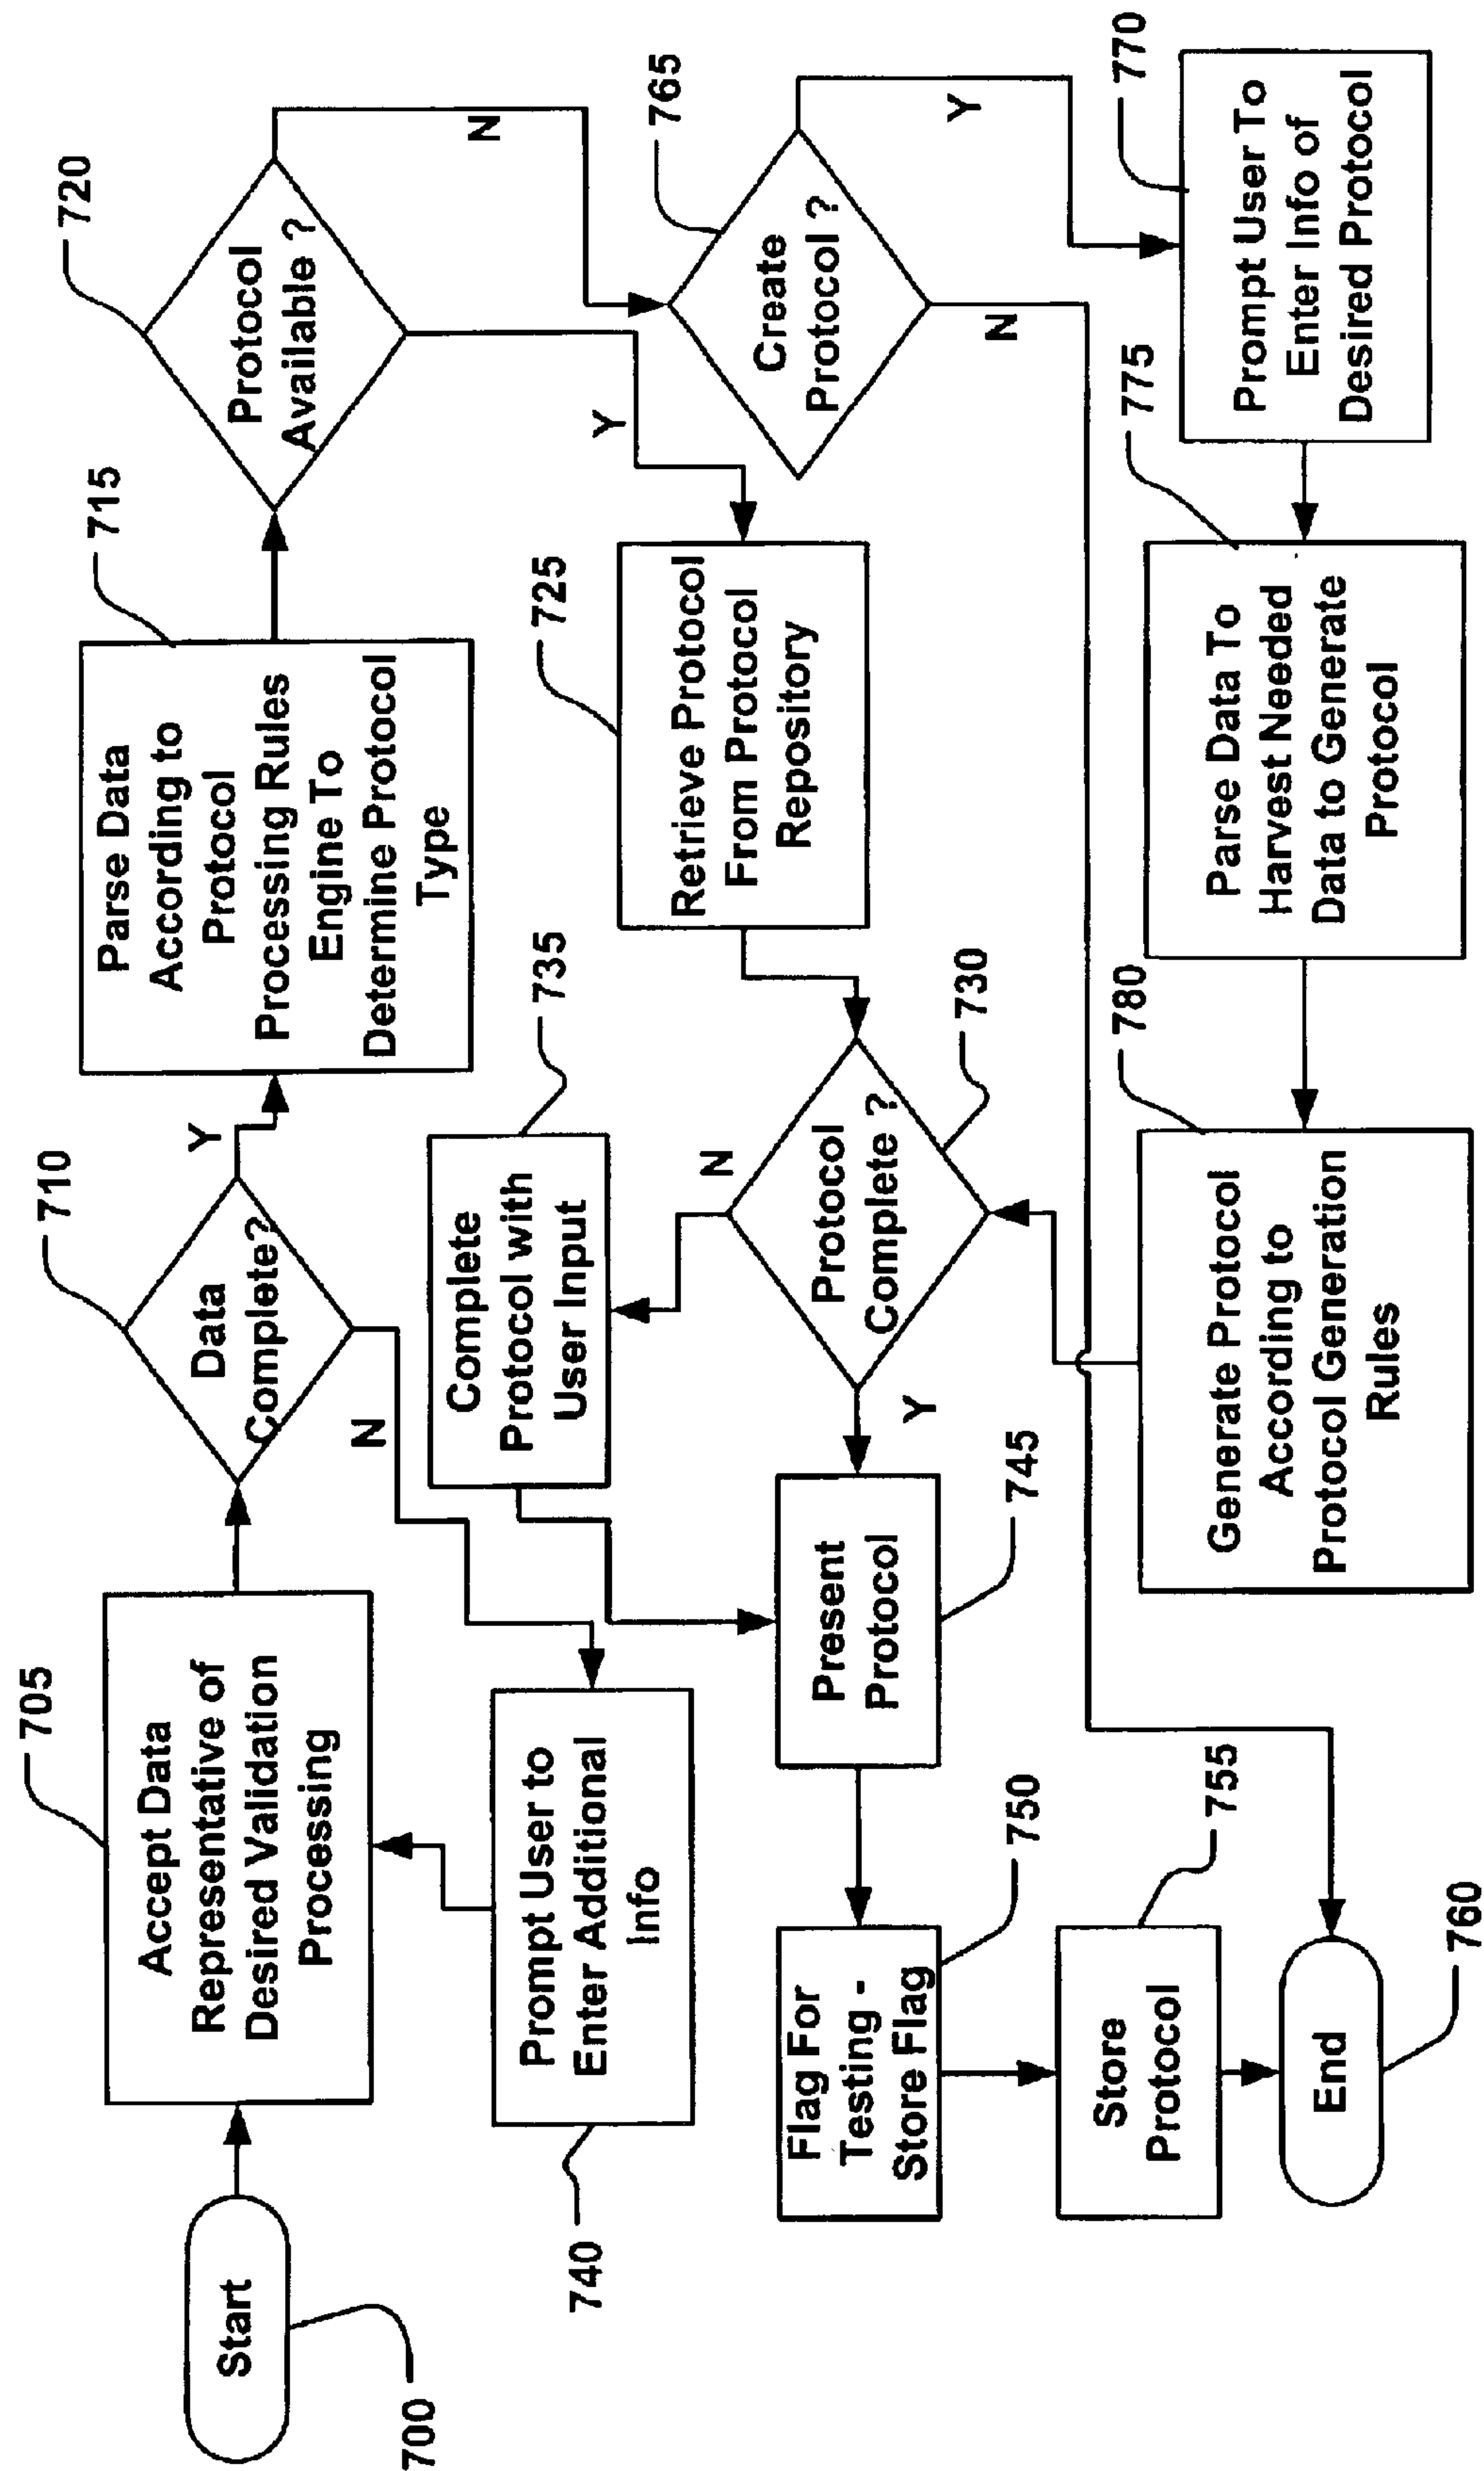 700
Start
705
Accept Data
Representative of
Desired Validation
Processing
710
Data
Complete?
Y
N
715
Parse Data
According to
Protocol
Processing Rules
Engine To
Determine Protocol
Type
720
Protocol
Available ?
N
Y
740
Prompt User to
Enter Additional
Info
735
Complete
Protocol with
User Input
725
Retrieve Protocol
From Protocol
Repository
765
Create
Protocol ?
Y
N
730
Protocol
Complete ?
N
Y
745
Present
Protocol
750
Flag For
Testing -
Store Flag
755
Store
Protocol
760
End
780
Generate Protocol
According to
Protocol Generation
Rules
775
Parse Data To
Harvest Needed
Data to Generate
Protocol
770
Prompt User To
Enter Info of
Desired Protocol